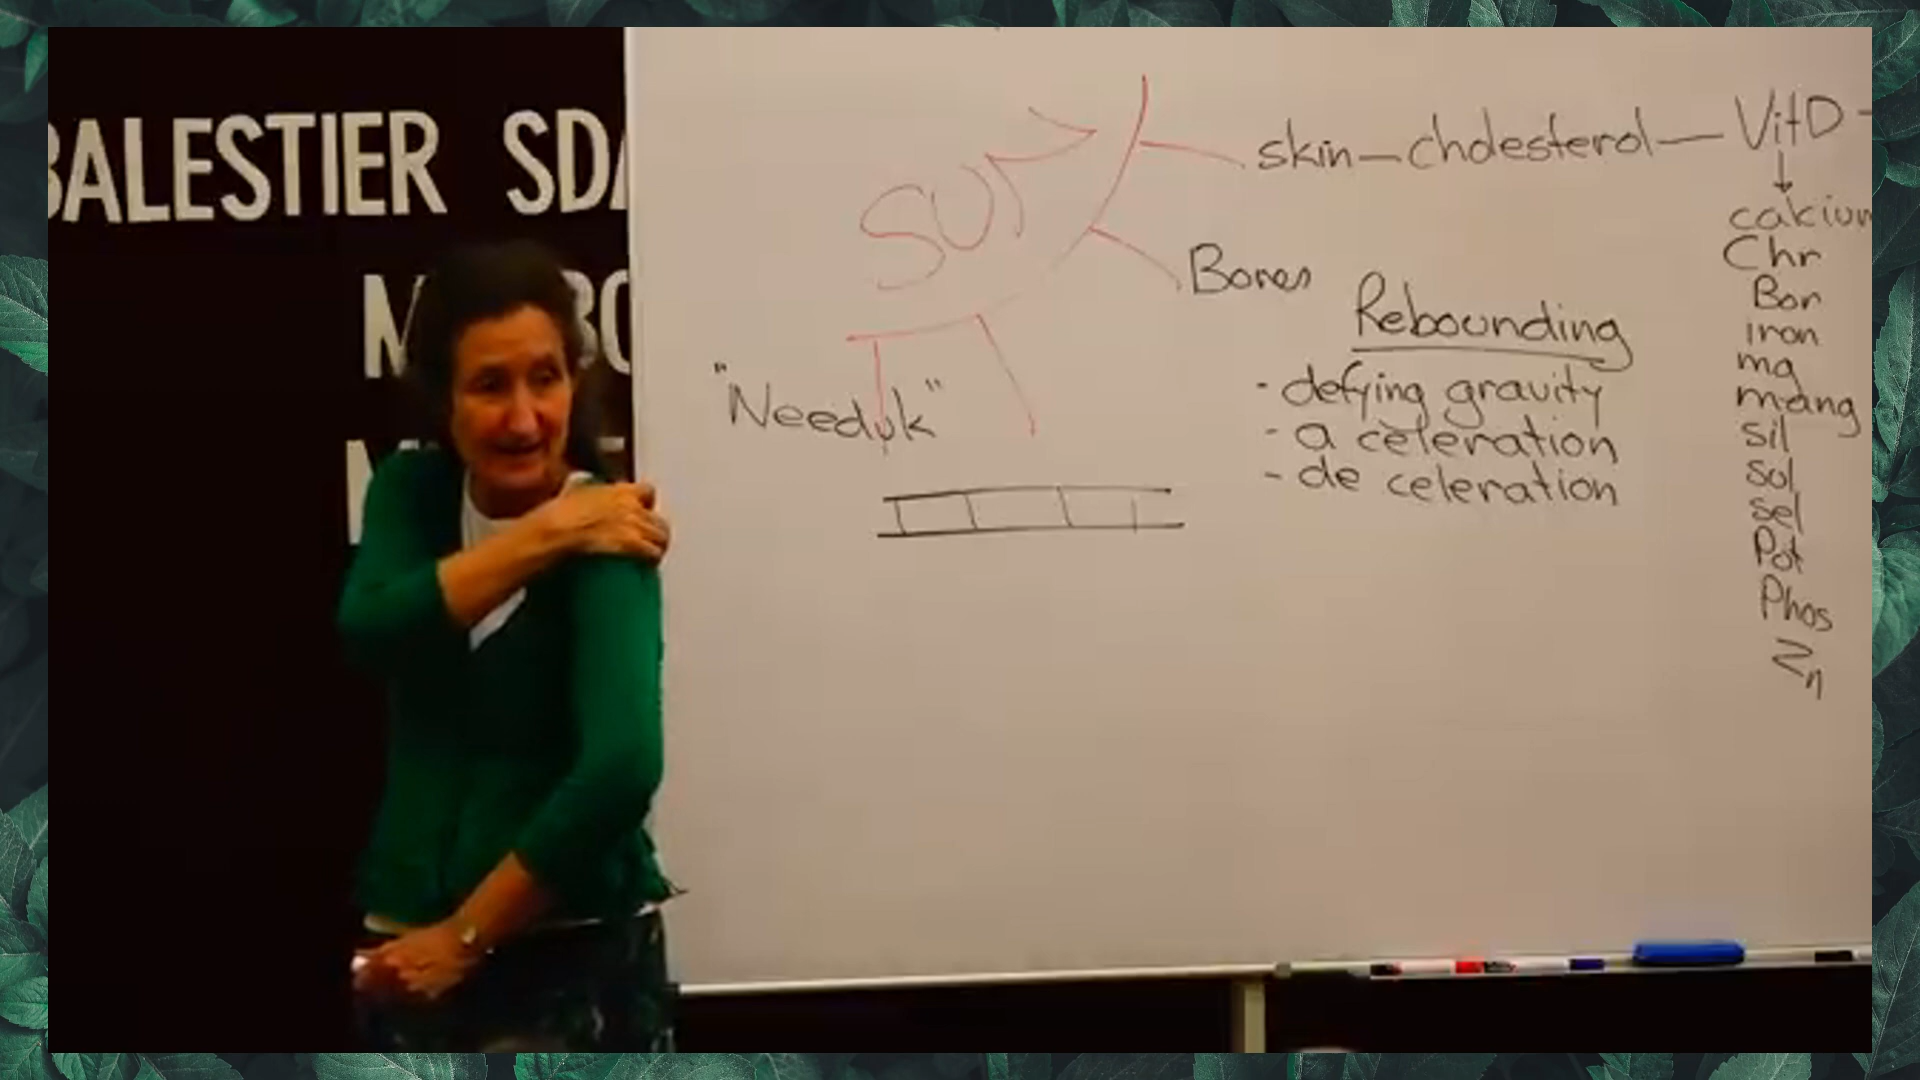 BALESTIER SDA
sun
skin – cholesterol – Vit D -
calcium
Chr
Bor
iron
mg
mang
sil
sol
sel
Pot
Phos
Zn
Bones
"Needuk"
Rebounding
- defying gravity
- a celeration
- de celeration